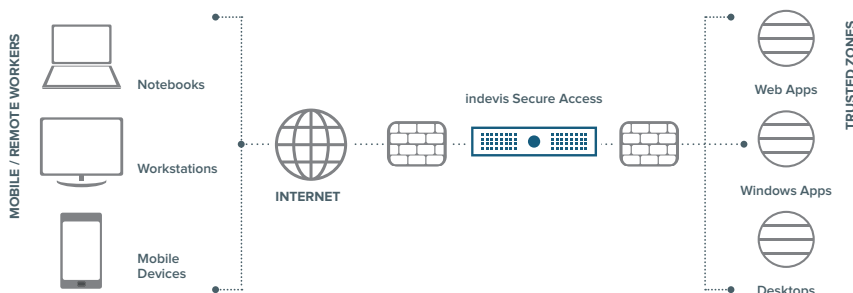 MOBILE / REMOTE WORKERS
Notebooks
Workstations
Mobile
Devices
INTERNET
indevis Secure Access
Web Apps
Windows Apps
Desktops
TRUSTED ZONES